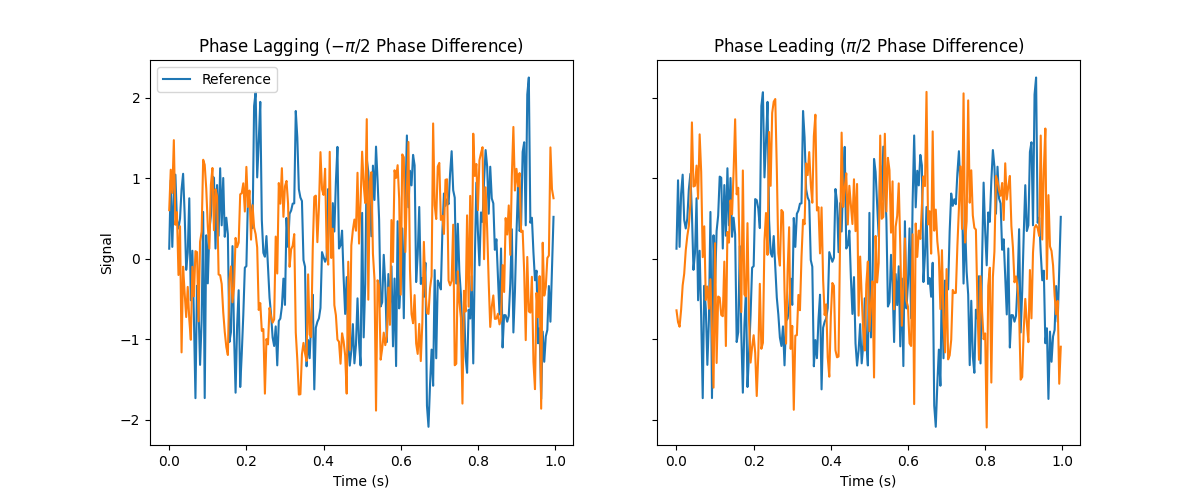 Phase Lagging (−π/2 Phase Difference)
Reference
2
1
0
−1
−2
Signal
0.0 0.2 0.4 0.6 0.8 1.0
Time (s)
Phase Leading (π/2 Phase Difference)
0.0 0.2 0.4 0.6 0.8 1.0
Time (s)